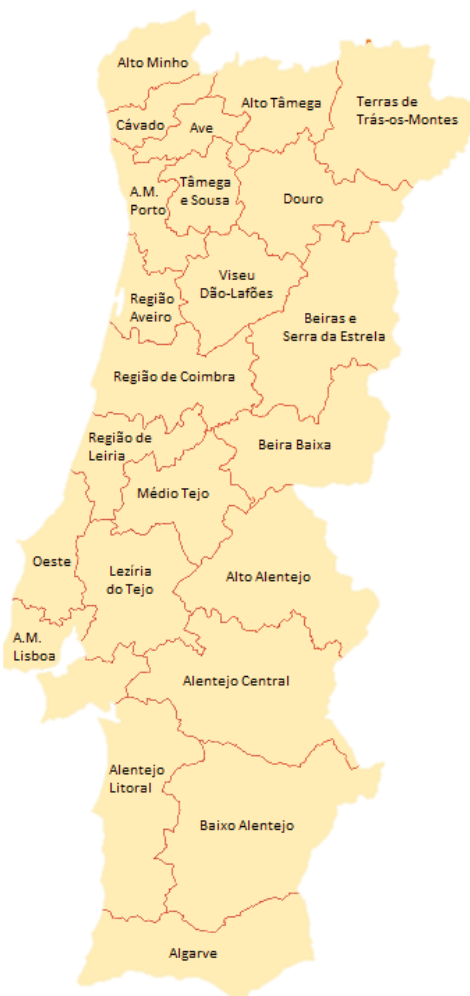 Alto Minho
Alto Tâmega
Terras de
Trás-os-Montes
Cávado
Ave
A.M.
Porto
Tâmega
e Sousa
Douro
Viseu
Dão-Lafões
Região
Aveiro
Beiras e
Serra da Estrela
Região de Coimbra
Região de
Leiria
Beira Baixa
Médio Tejo
Oeste
Lezíria
do Tejo
Alto Alentejo
A.M.
Lisboa
Alentejo Central
Alentejo
Litoral
Baixo Alentejo
Algarve